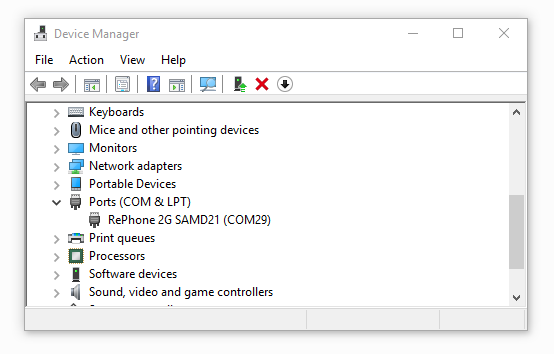 Device Manager
File Action View Help
Keyboards
Mice and other pointing devices
Monitors
Network adapters
Portable Devices
Ports (COM & LPT)
RePhone 2G SAMD21 (COM29)
Print queues
Processors
Software devices
Sound, video and game controllers